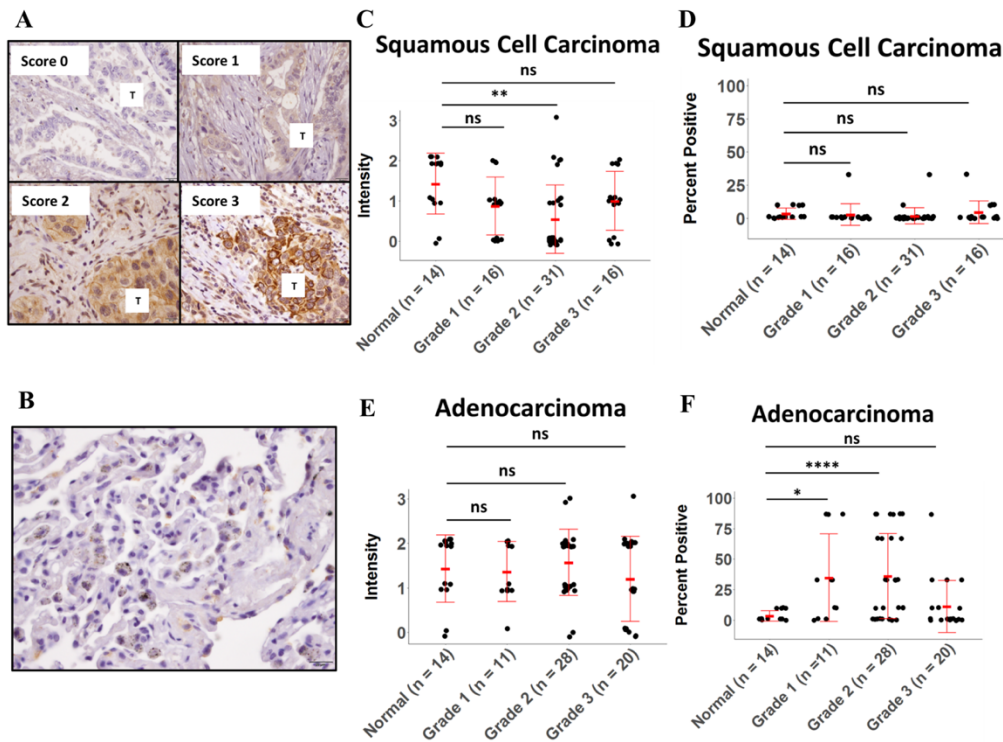 A
Score 0
T
Score 1
T
Score 2
T
Score 3
T
B
C
Squamous Cell Carcinoma
ns
**
ns
Intensity
3
2
1
0
Normal (n = 14)
Grade 1 (n = 16)
Grade 2 (n = 31)
Grade 3 (n = 16)
D
Squamous Cell Carcinoma
ns
ns
ns
Percent Positive
100
75
50
25
0
Normal (n = 14)
Grade 1 (n = 16)
Grade 2 (n = 31)
Grade 3 (n = 16)
E
Adenocarcinoma
ns
ns
ns
Intensity
3
2
1
0
Normal (n = 14)
Grade 1 (n = 11)
Grade 2 (n = 28)
Grade 3 (n = 20)
F
Adenocarcinoma
ns
****
*
Percent Positive
100
75
50
25
0
Normal (n = 14)
Grade 1 (n =11)
Grade 2 (n = 28)
Grade 3 (n = 20)